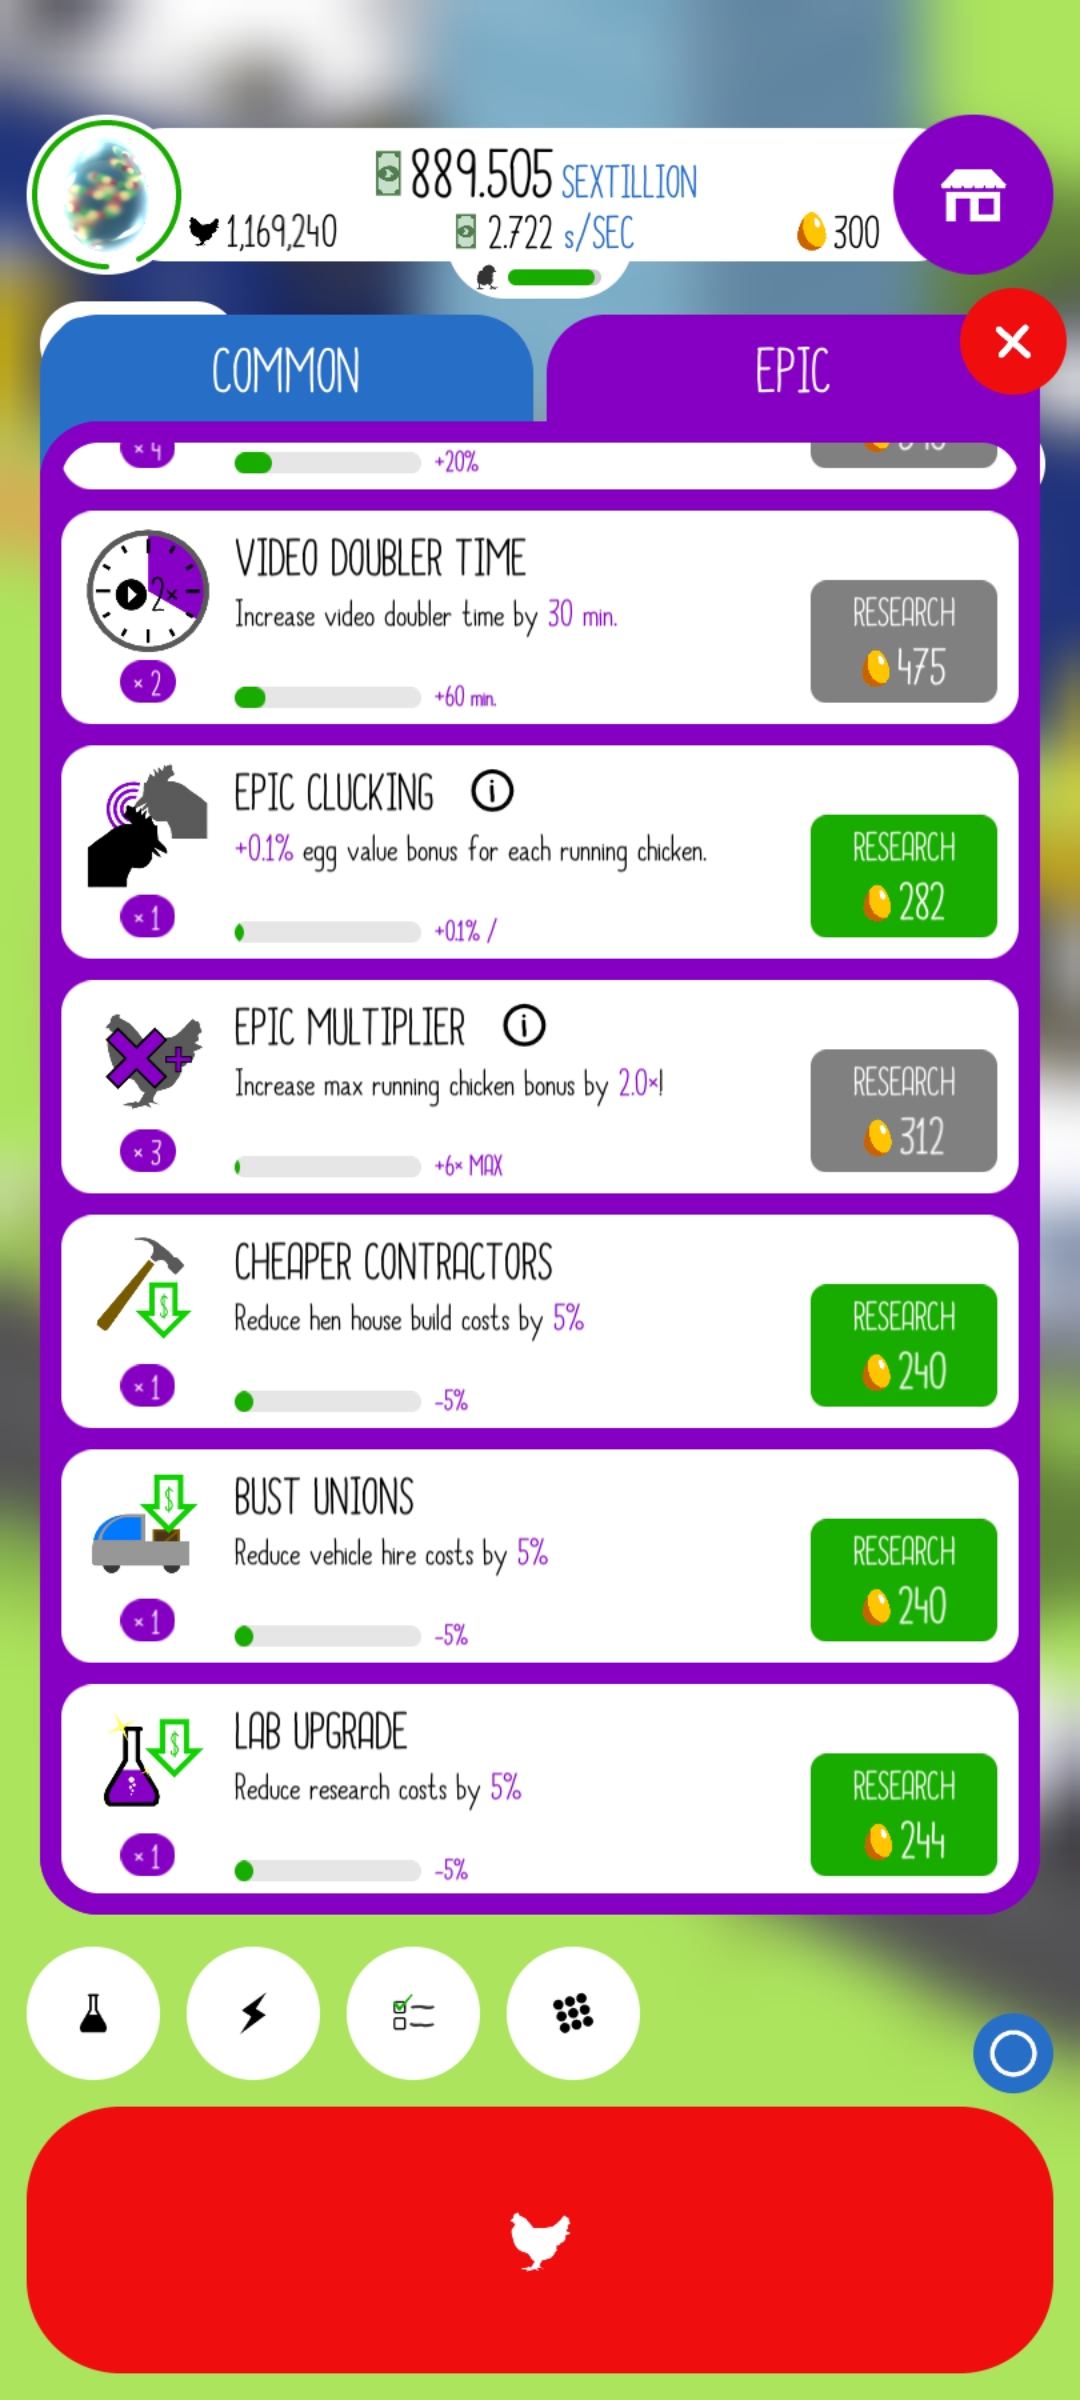 889.505 SEXTILLION
1,169,240
2.722 s/SEC
300
COMMON
EPIC
× 4
+20%
VIDEO DOUBLER TIME
Increase video doubler time by 30 min.
2×
× 2
+60 min.
RESEARCH
475
EPIC CLUCKING i
+0.1% egg value bonus for each running chicken.
× 1
+0.1% /
RESEARCH
282
EPIC MULTIPLIER i
Increase max running chicken bonus by 2.0×!
× 3
+6× MAX
RESEARCH
312
CHEAPER CONTRACTORS
Reduce hen house build costs by 5%
× 1
-5%
RESEARCH
240
BUST UNIONS
Reduce vehicle hire costs by 5%
× 1
-5%
RESEARCH
240
LAB UPGRADE
Reduce research costs by 5%
× 1
-5%
RESEARCH
244